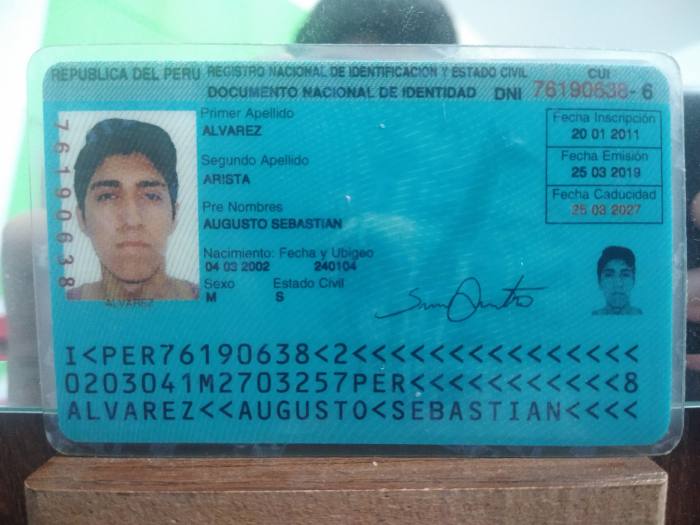 REPUBLICA DEL PERU REGISTRO NACIONAL DE IDENTIFICACION Y ESTADO CIVIL
DOCUMENTO NACIONAL DE IDENTIDAD DNI
CUI
76190638-6
76190638
ALVAREZ
Primer Apellido
ALVAREZ
Segundo Apellido
ARISTA
Pre Nombres
AUGUSTO SEBASTIAN
Nacimiento: Fecha y Ubigeo
04 03 2002 240104
Sexo Estado Civil
M S
Fecha Inscripción
20 01 2011
Fecha Emisión
25 03 2019
Fecha Caducidad
25 03 2027
I<PER76190638<2<<<<<<<<<<<<<<<<
0203041M2703257PER<<<<<<<<<<<8
ALVAREZ<<AUGUSTO<SEBASTIAN<<<<